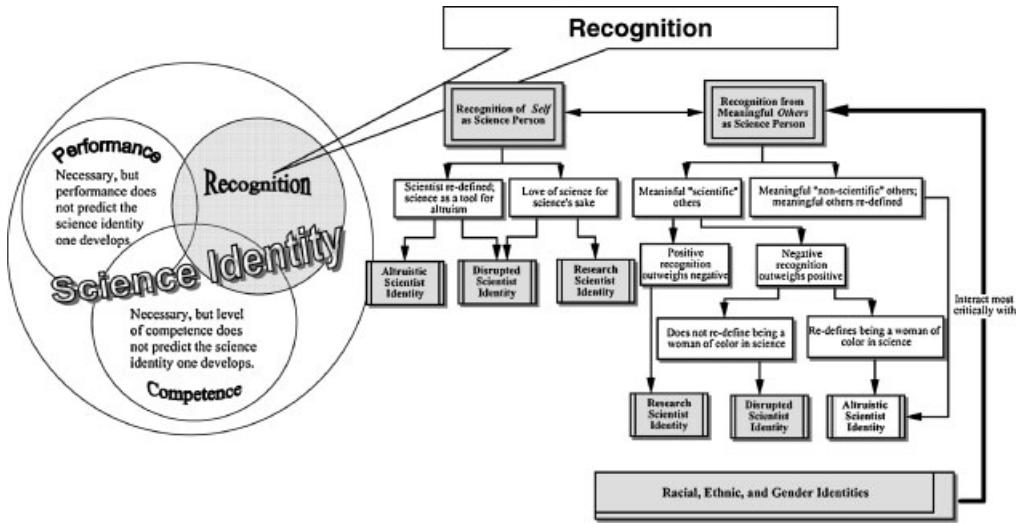 Recognition
Performance
Necessary, but
performance does
not predict the
science identity
one develops.
Recognition
Science Identity
Necessary, but level
of competence does
not predict the science
identity one develops.
Competence
Recognition of Self
as Science Person
Recognition from
Meaningful Others
as Science Person
Scientist re-defined;
science as a tool for
altruism
Love of science for
science's sake
Meaninful "scientific"
others
Meaningful "non-scientific" others;
meaningful others re-defined
Altruistic
Scientist
Identity
Disrupted
Scientist
Identity
Research
Scientist
Identity
Positive
recognition
outweighs negative
Negative
recognition
outweighs positive
Interact most
critically with
Does not re-define being a
woman of color in science
Re-defines being a woman of
color in science
Research
Scientist
Identity
Disrupted
Scientist
Identity
Altruistic
Scientist
Identity
Racial, Ethnic, and Gender Identities